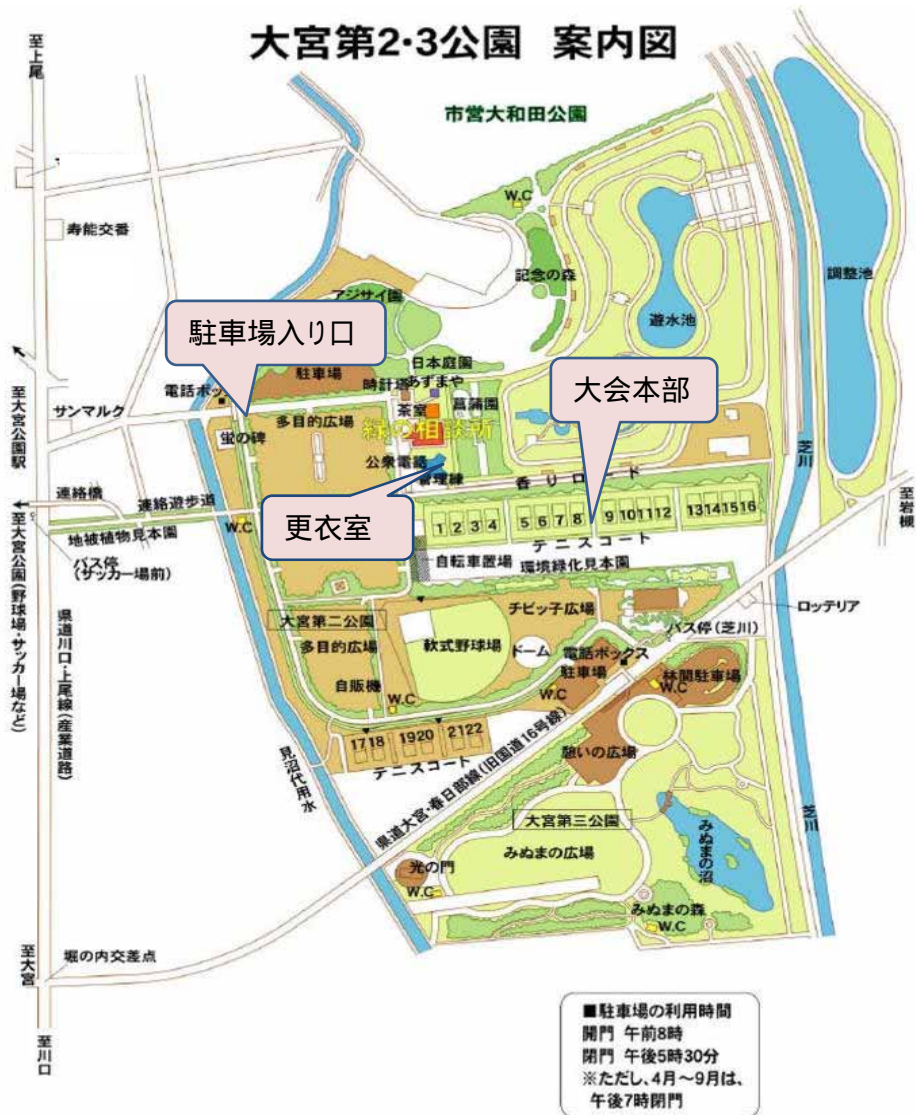 大宮第2・3公園 案内図
至上尾
市営大和田公園
W.C
寿能交番
記念の森
調整池
アジサイ園
遊水池
駐車場入り口
日本庭園
駐車場
時計塔
あずまや
大会本部
電話ボッ
茶室
菖蒲園
至大宮公園駅
サンマルク
多目的広場
蛍の碑
緑の相談所
公衆電話
管理棟
香りロード
芝川
至岩槻
連絡橋
連絡遊歩道
更衣室
W.C
地被植物見本園
1 2 3 4 5 6 7 8 9 10 11 12 13 14 15 16
テニスコート
バス停
(サッカー場前)
自転車置場
環境緑化見本園
至大宮公園(野球場・サッカー場など)
県道川口・上尾線(産業道路)
チビッ子広場
ロッテリア
大宮第二公園
バス停(芝川)
多目的広場
軟式野球場
ドーム
電話ボックス
駐車場
林間駐車場
自販機
W.C
W.C
W.C
17 18 19 20 21 22
テニスコート
憩いの広場
見沼代用水
県道大宮・春日部線(旧国道16号線)
大宮第三公園
みぬまの広場
みぬまの沼
芝川
光の門
W.C
みぬまの森
W.C
至大宮
堀の内交差点
至川口
■駐車場の利用時間
開門 午前8時
閉門 午後5時30分
※ただし、4月〜9月は、
午後7時閉門